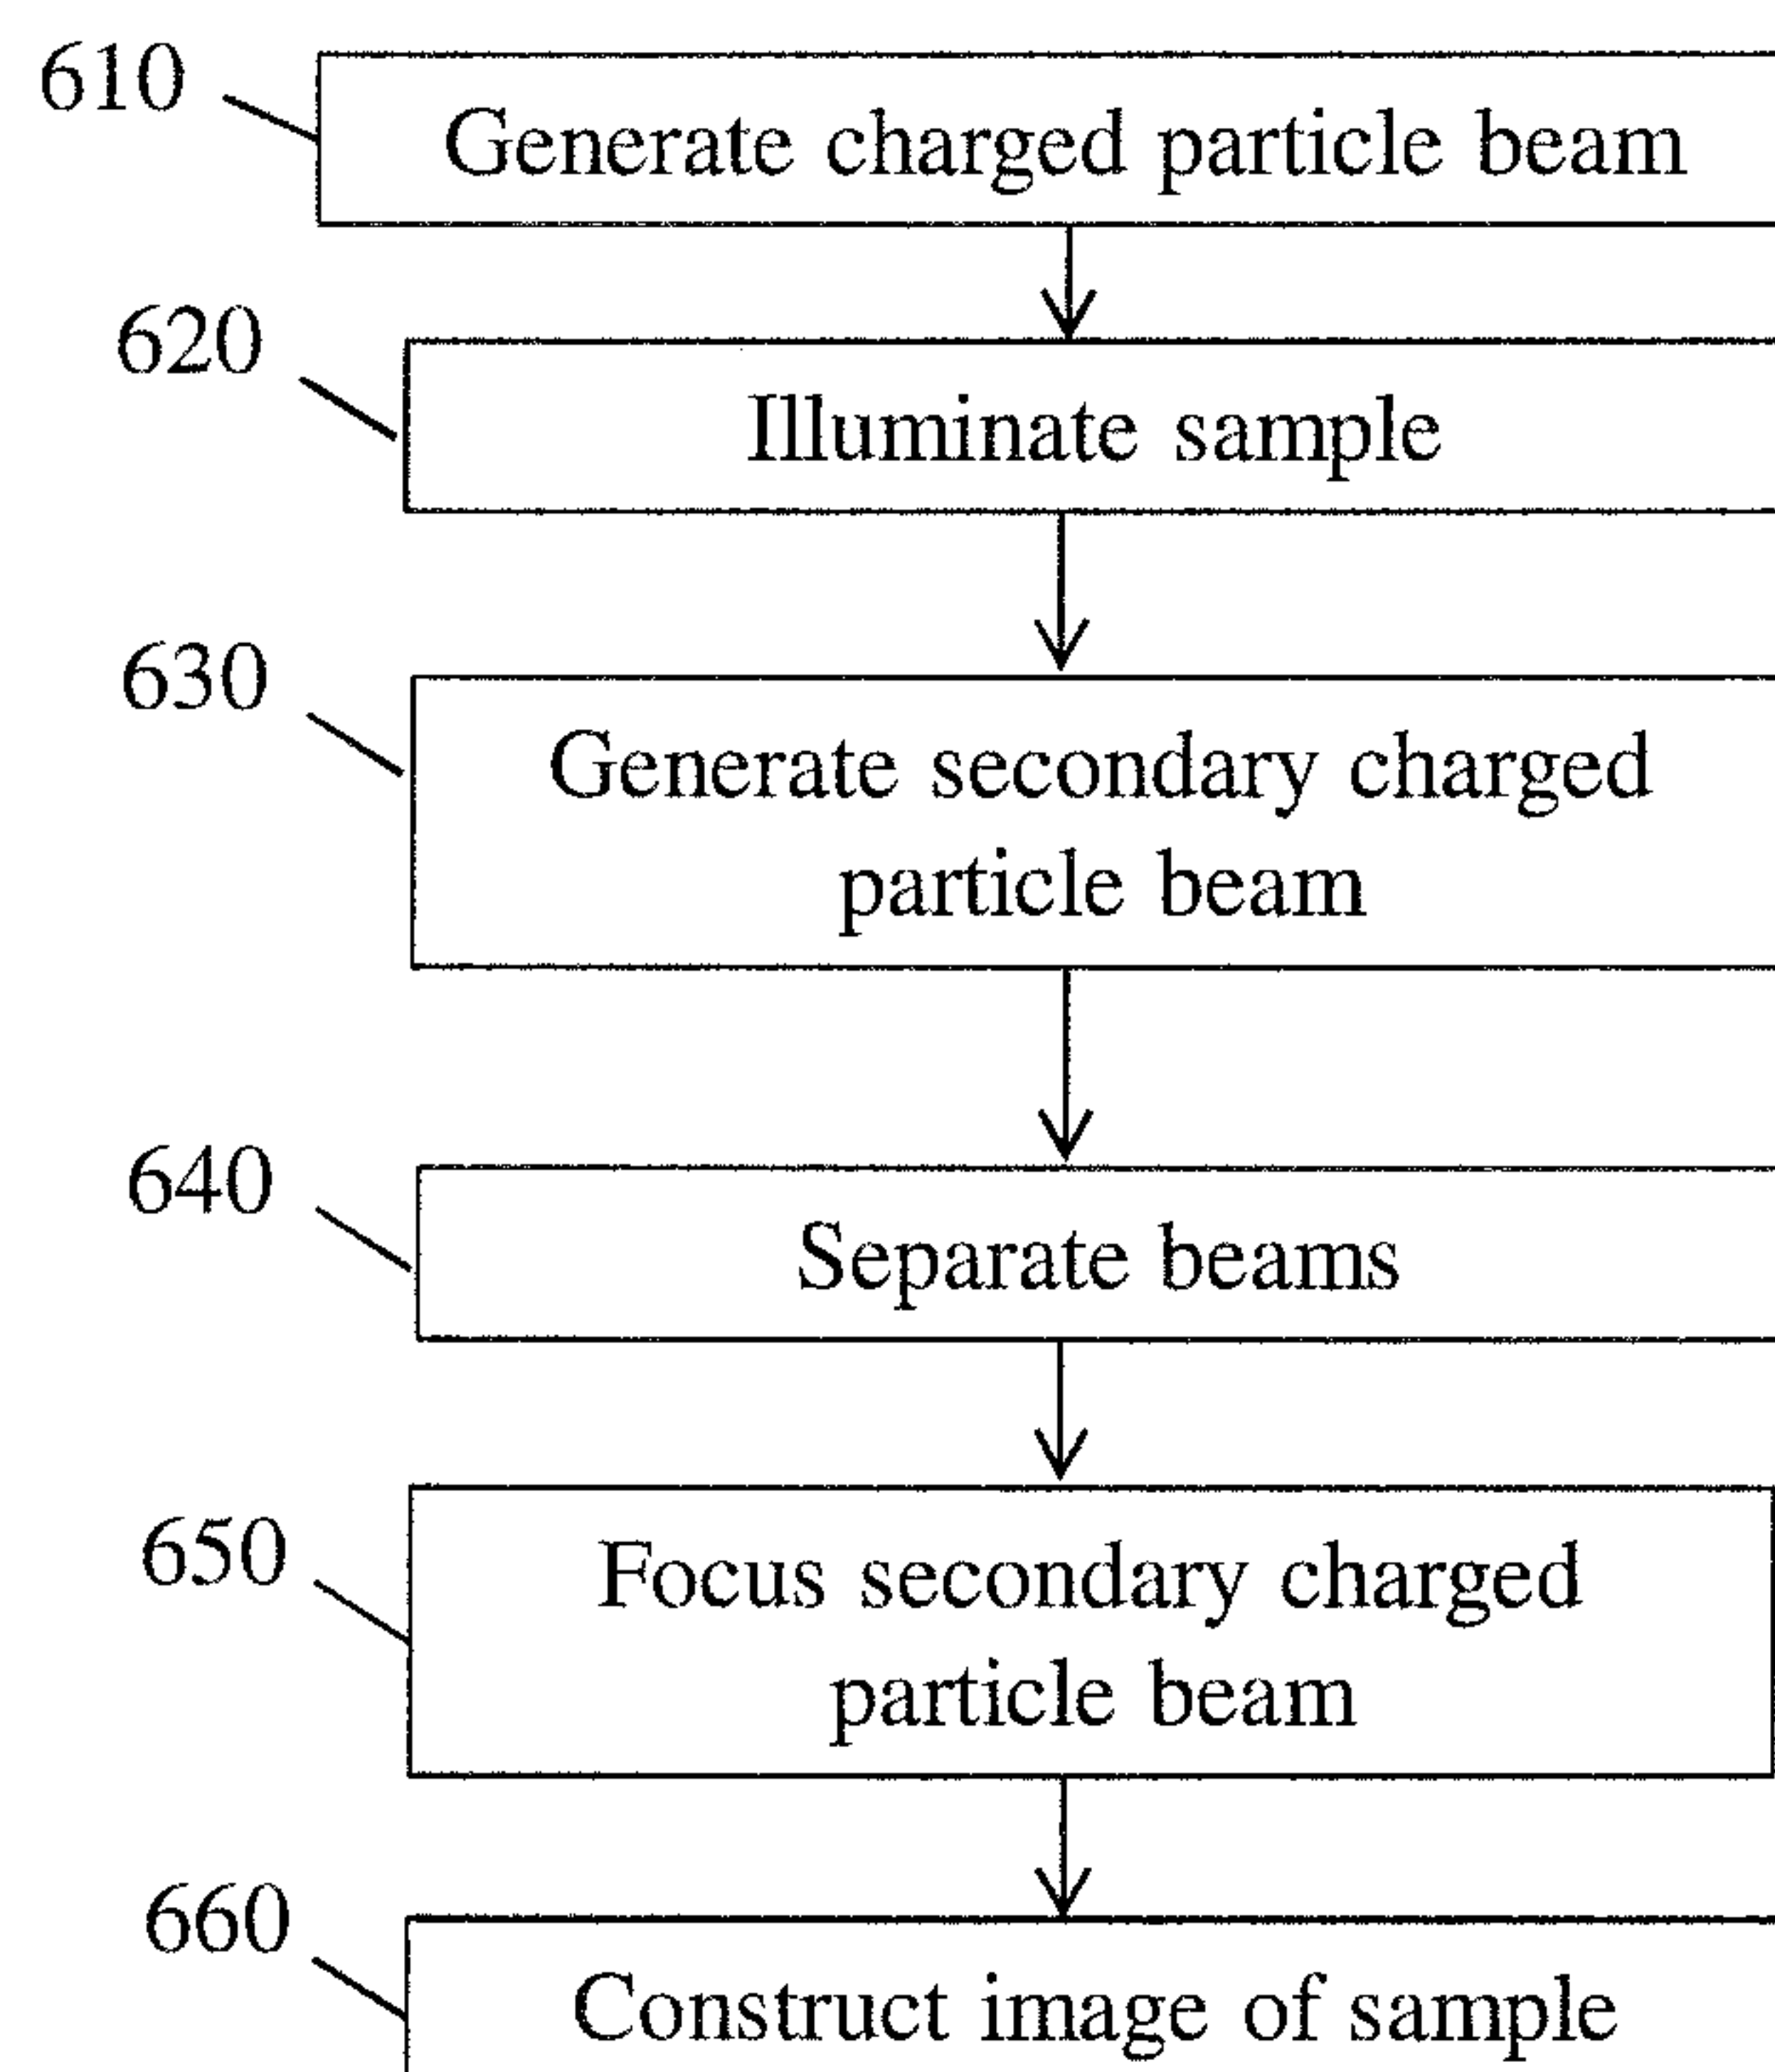 610
Generate charged particle beam
620
Illuminate sample
630
Generate secondary charged
particle beam
640
Separate beams
650
Focus secondary charged
particle beam
660
Construct image of sample